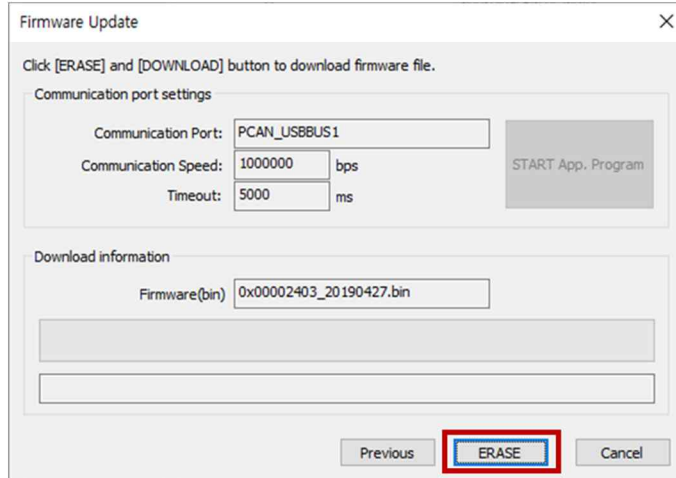 Firmware Update
Click [ERASE] and [DOWNLOAD] button to download firmware file.
Communication port settings
Communication Port: PCAN_USBBUS1
Communication Speed: 1000000 bps
Timeout: 5000 ms
START App. Program
Download information
Firmware(bin) 0x00002403_20190427.bin
Previous ERASE Cancel